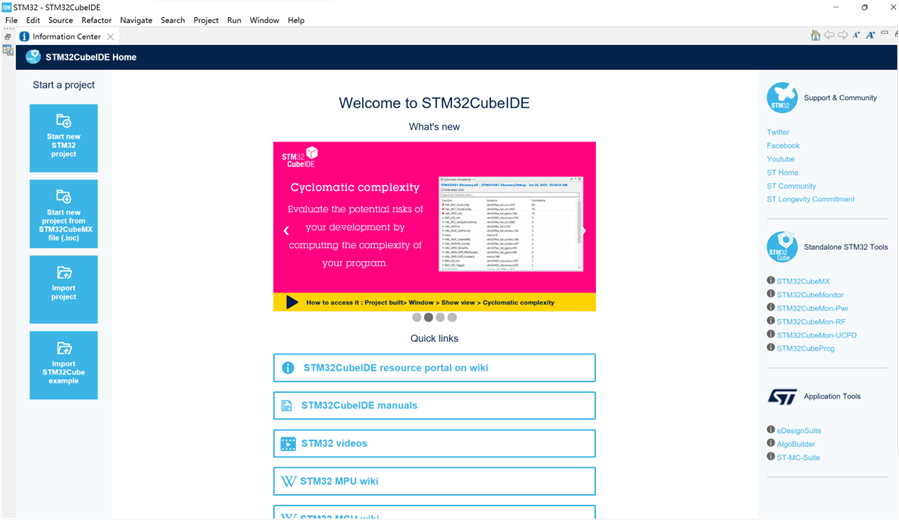 IDE STM32 - STM32CubeIDE
File Edit Source Refactor Navigate Search Project Run Window Help
Information Center
STM32CubeIDE Home
Start a project
Start new
STM32
project
Start new
project from
STM32CubeMX
file (.ioc)
Import
project
Import
STM32Cube
example
Welcome to STM32CubeIDE
What's new
STM32
CubeIDE
Cyclomatic complexity
Evaluate the potential risks of
your development by
computing the complexity of
your program.
How to access it : Project built> Window > Show view > Cyclomatic complexity
Quick links
STM32CubeIDE resource portal on wiki
STM32CubeIDE manuals
STM32 videos
STM32 MPU wiki
STM32 MCU wiki
STM32
Support & Community
Twitter
Facebook
Youtube
ST Home
ST Community
ST Longevity Commitment
STM32
Cube
Standalone STM32 Tools
STM32CubeMX
STM32CubeMonitor
STM32CubeMon-Pwr
STM32CubeMon-RF
STM32CubeMon-UCPD
STM32CubeProg
ST
Application Tools
eDesignSuite
AlgoBuilder
ST-MC-Suite